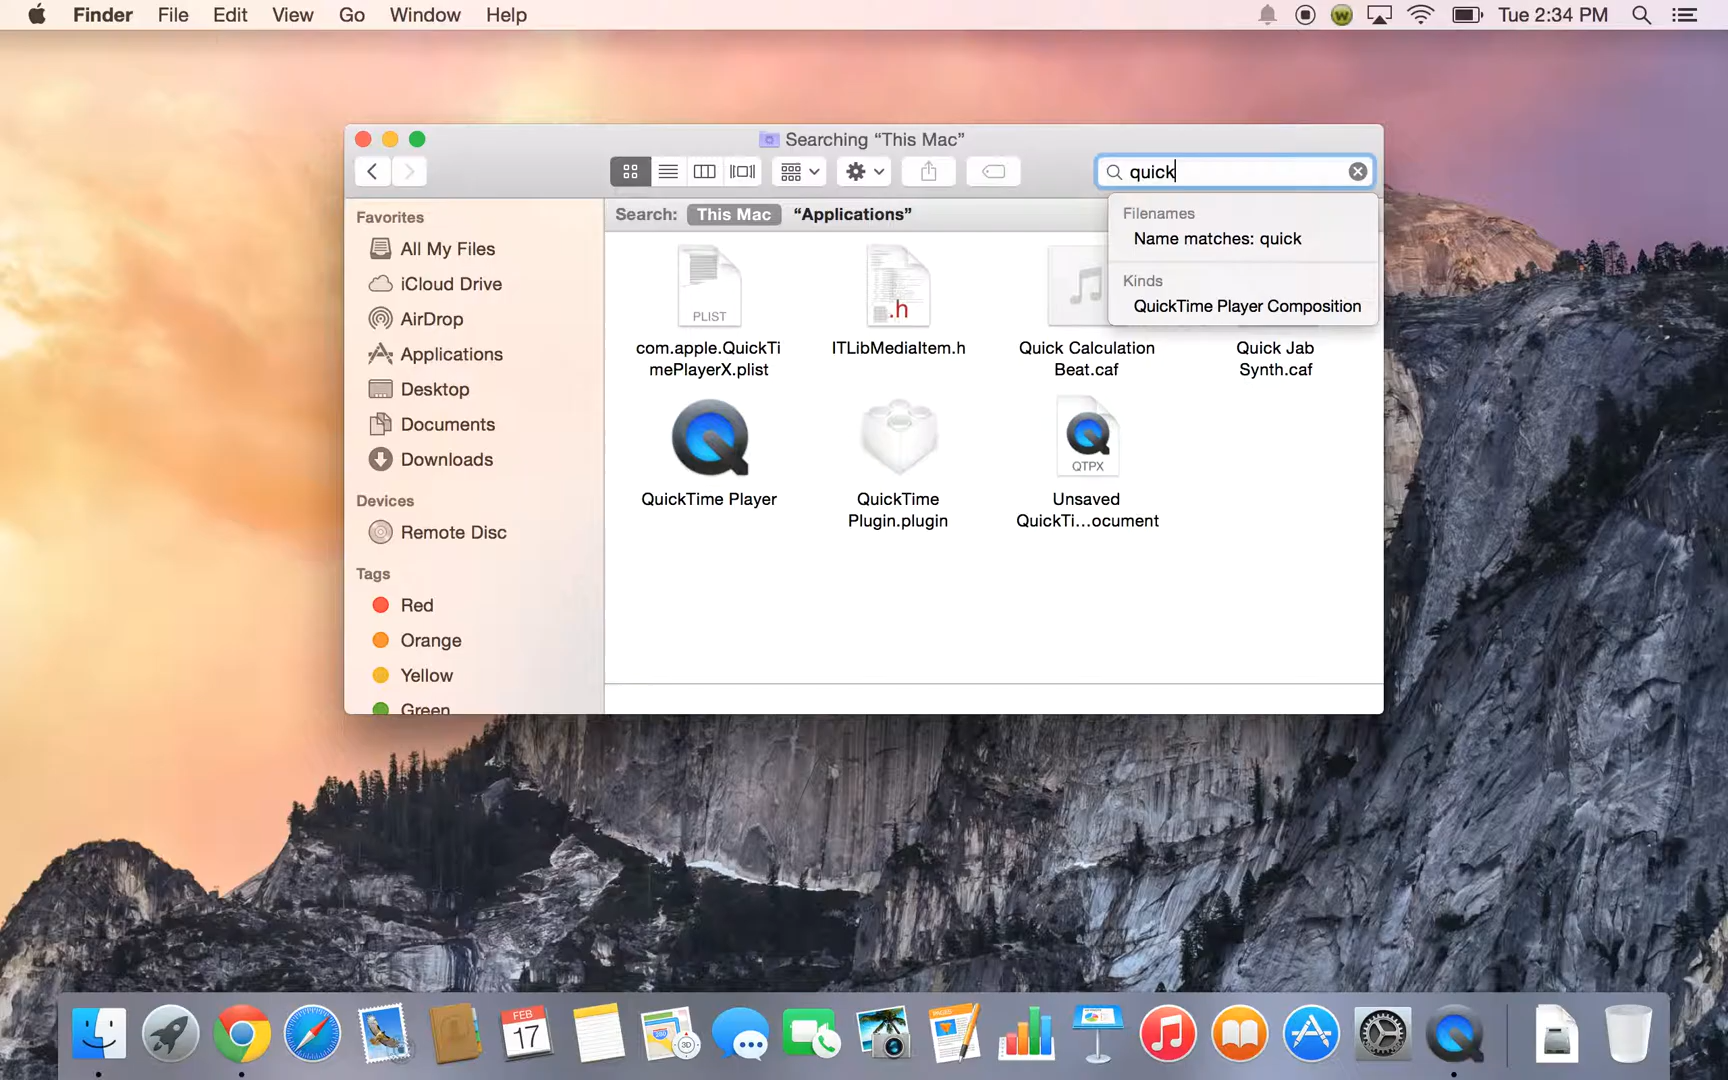 Finder File Edit View Go Window Help
Tue 2:34 PM
Searching “This Mac”
quick
Search: This Mac “Applications”
Filenames
Name matches: quick
Kinds
QuickTime Player Composition
Favorites
All My Files
iCloud Drive
AirDrop
Applications
Desktop
Documents
Downloads
Devices
Remote Disc
Tags
Red
Orange
Yellow
Green
PLIST
com.apple.QuickTi
mePlayerX.plist
.h
ITLibMediaItem.h
Quick Calculation
Beat.caf
Quick Jab
Synth.caf
QuickTime Player
QuickTime
Plugin.plugin
QTPX
Unsaved
QuickTi...ocument
FEB
17
3D